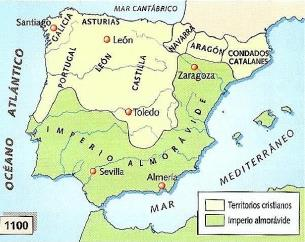 MAR CANTÁBRICO
Santiago
GALICIA
ASTURIAS
León
NAVARRA
ARAGÓN
CONDADOS
CATALANES
Zaragoza
PORTUGAL
LEÓN
CASTILLA
Toledo
OCÉANO ATLÁNTICO
IMPERIO ALMORÁVIDE
Sevilla
Almería
MAR MEDITERRÁNEO
Territorios cristianos
Imperio almorávide
1100